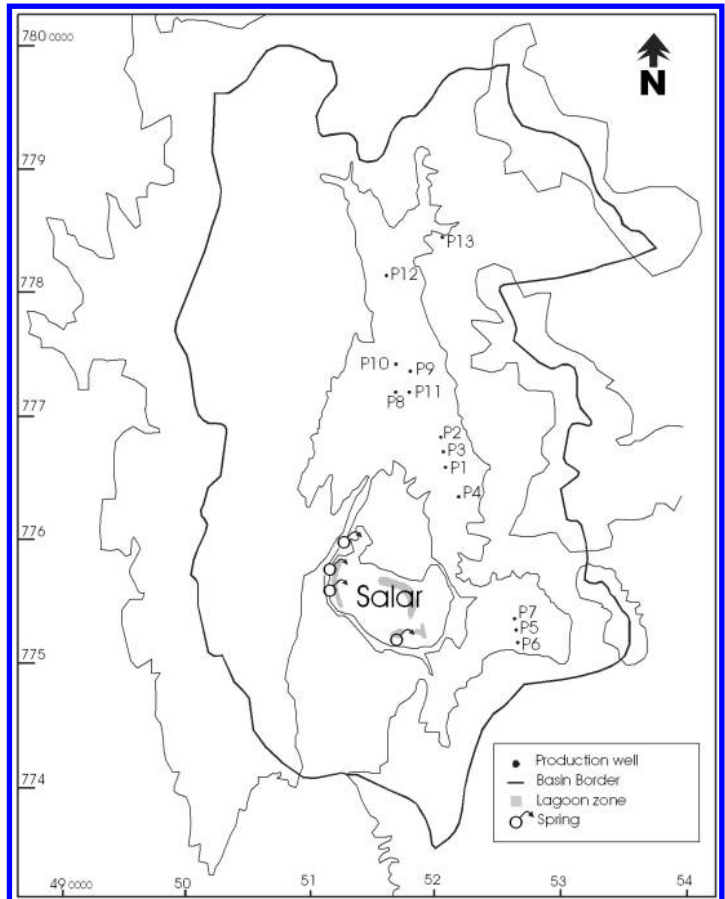 780 0000
N
779
P13
778
P12
P10
P9
777
P8
P11
P2
P3
P1
P4
776
Salar
P7
P5
P6
775
Production well
Basin Border
Lagoon zone
Spring
774
49 0000
50
51
52
53
54